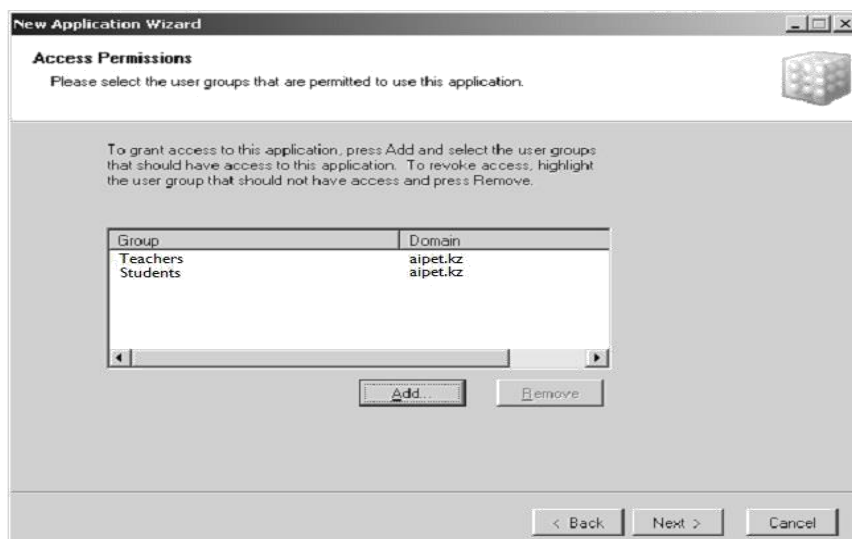 New Application Wizard
Access Permissions
Please select the user groups that are permitted to use this application.
To grant access to this application, press Add and select the user groups
that should have access to this application. To revoke access, highlight
the user group that should not have access and press Remove.
Group Domain
Teachers aipet.kz
Students aipet.kz
Add... Remove
< Back Next > Cancel